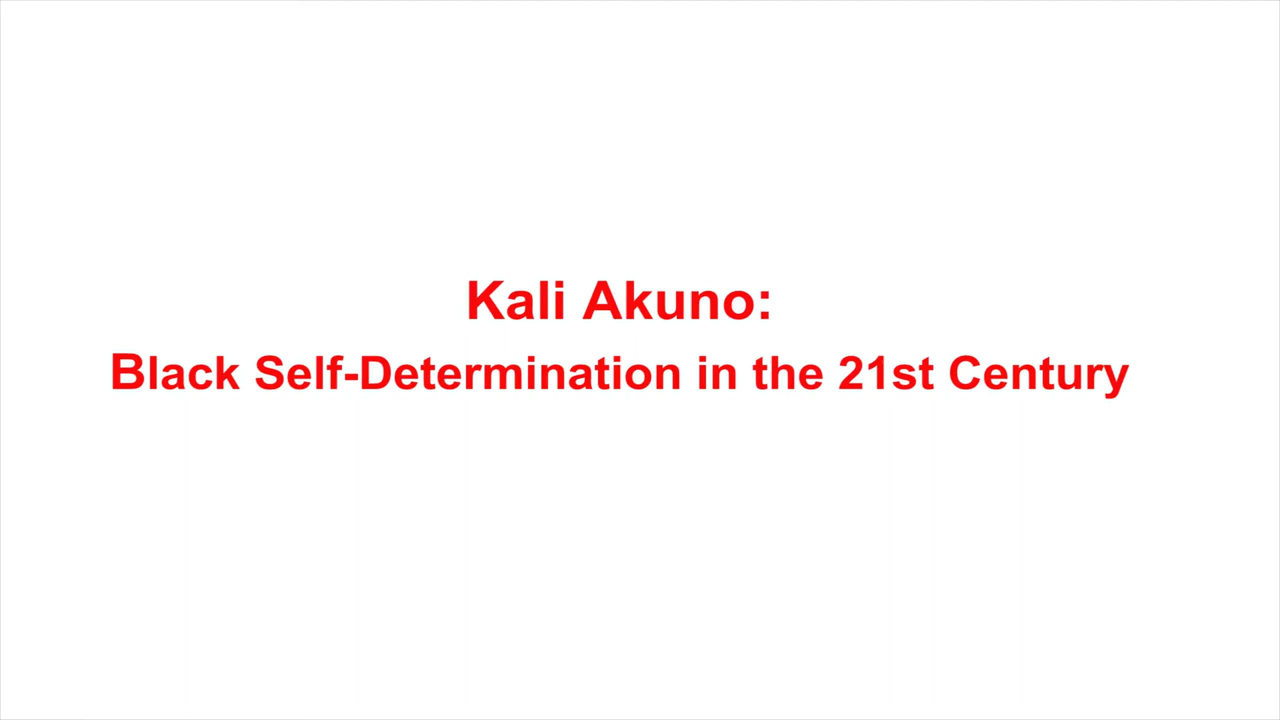 Kali Akuno:
Black Self-Determination in the 21st Century